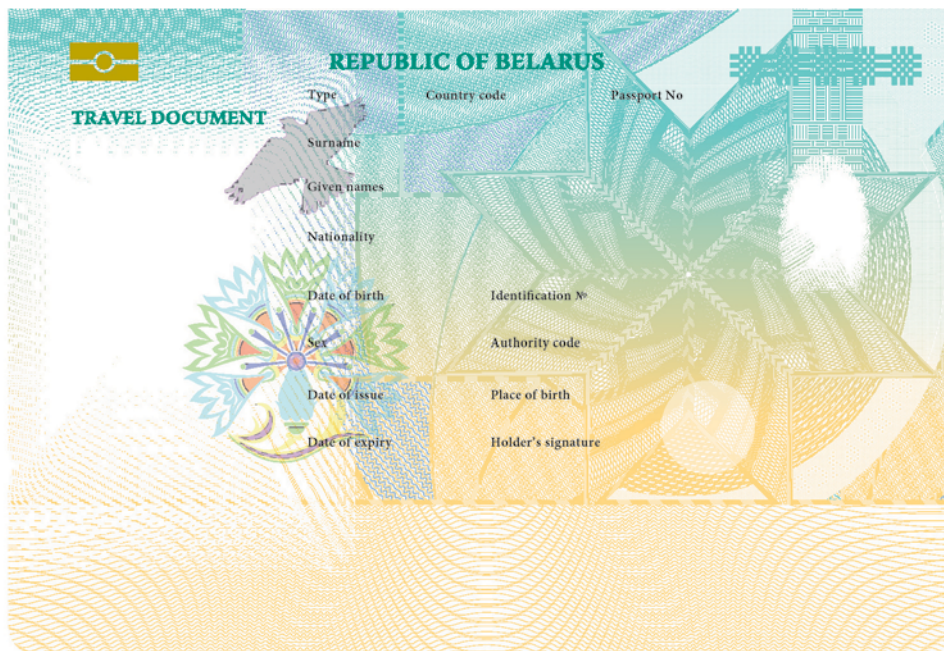 REPUBLIC OF BELARUS
Type Country code Passport No
TRAVEL DOCUMENT
Surname
Given names
Nationality
Date of birth Identification №
Sex Authority code
Date of issue Place of birth
Date of expiry Holder's signature